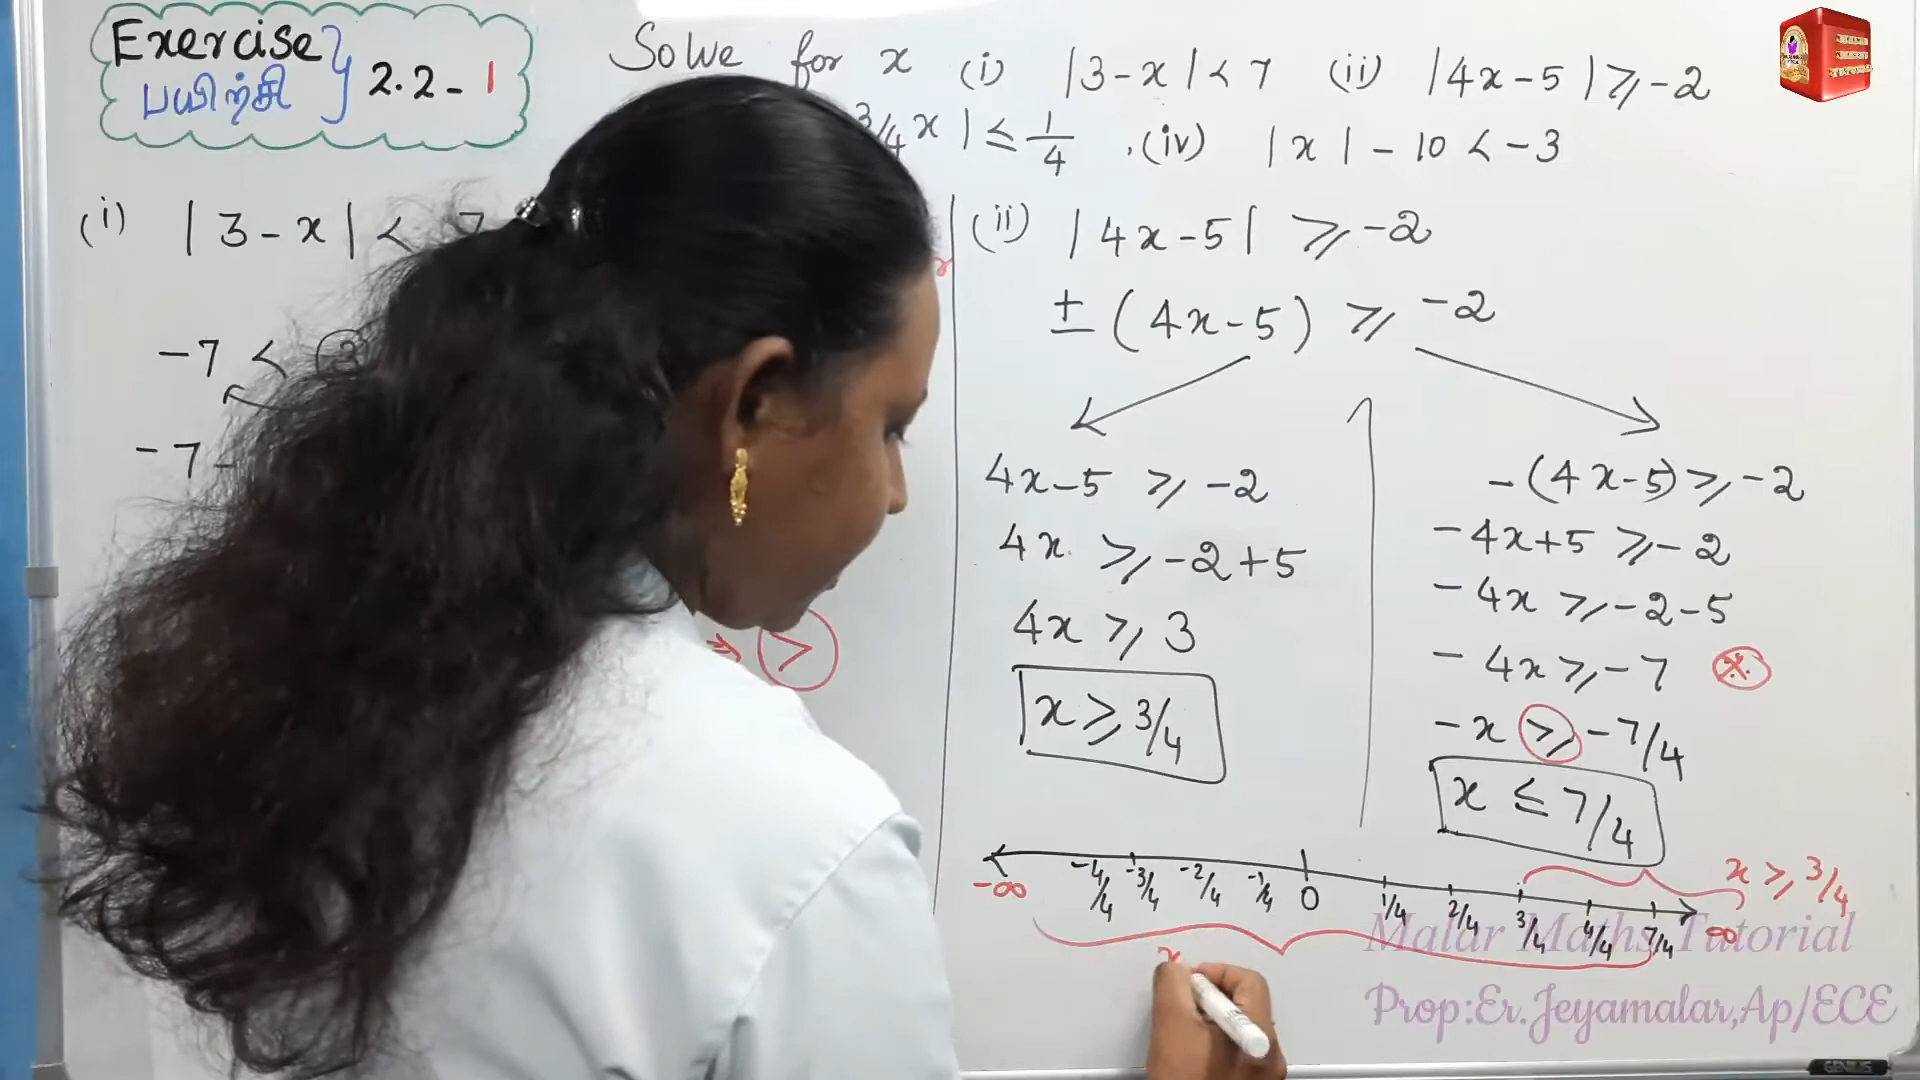 Exercise
பயிற்சி
2.2-1
Solve for x (i) |3-x| < 7 (ii) |4x-5| ≥ -2
3/4 x | ≤ 1/4 , (iv) |x| - 10 < -3
(i) |3-x| < 7
-7 <
-7-
>
(ii) |4x-5| ≥ -2
± (4x-5) ≥ -2
4x-5 ≥ -2
4x ≥ -2+5
4x ≥ 3
x ≥ 3/4
-(4x-5) ≥ -2
-4x+5 ≥ -2
-4x ≥ -2-5
-4x ≥ -7
-x ≥ -7/4
x ≤ 7/4
x ≥ 3/4
-∞ -4/4 -3/4 -2/4 -1/4 0 1/4 2/4 3/4 4/4 7/4 ∞
x
Malar Maths Tutorial
Prop:Er.Jeyamalar,Ap/ECE
GENIUS